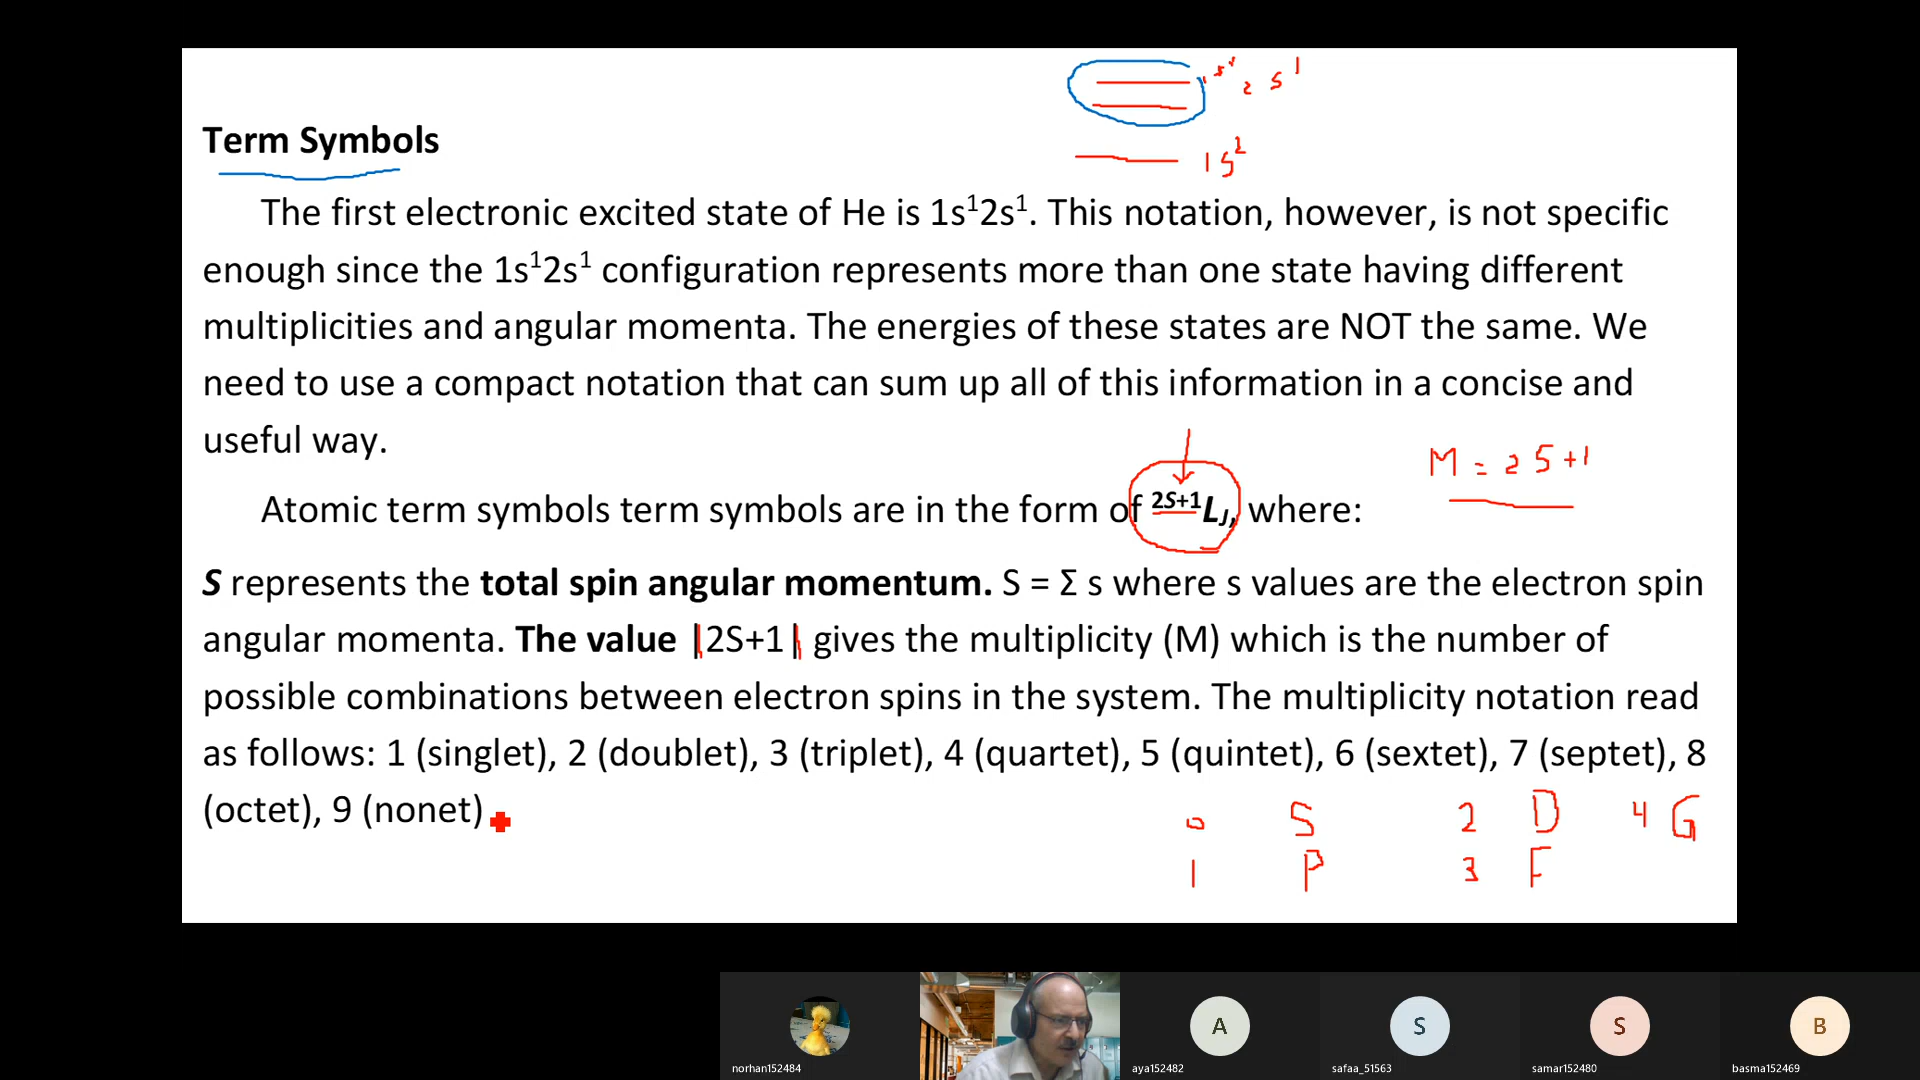 1s¹ 2s¹
Term Symbols
1s²
The first electronic excited state of He is 1s¹2s¹. This notation, however, is not specific
enough since the 1s¹2s¹ configuration represents more than one state having different
multiplicities and angular momenta. The energies of these states are NOT the same. We
need to use a compact notation that can sum up all of this information in a concise and
useful way.
M = 2S+1
Atomic term symbols term symbols are in the form of ²ˢ⁺¹L_J, where:
S represents the total spin angular momentum. S = Σ s where s values are the electron spin
angular momenta. The value |2S+1| gives the multiplicity (M) which is the number of
possible combinations between electron spins in the system. The multiplicity notation read
as follows: 1 (singlet), 2 (doublet), 3 (triplet), 4 (quartet), 5 (quintet), 6 (sextet), 7 (septet), 8
(octet), 9 (nonet)
0 S 2 D 4 G
1 P 3 F
A S S B
norhan152484 aya152482 safaa_51563 samar152480 basma152469